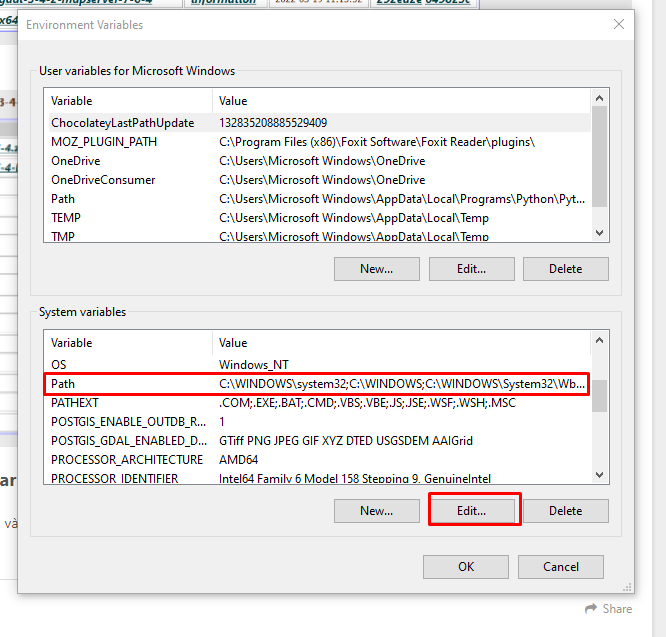 information
x64
Environment Variables
User variables for Microsoft Windows
Variable Value
ChocolateyLastPathUpdate 132835208885529409
MOZ_PLUGIN_PATH C:\Program Files (x86)\Foxit Software\Foxit Reader\plugins\
OneDrive C:\Users\Microsoft Windows\OneDrive
OneDriveConsumer C:\Users\Microsoft Windows\OneDrive
Path C:\Users\Microsoft Windows\AppData\Local\Programs\Python\Pyt...
TEMP C:\Users\Microsoft Windows\AppData\Local\Temp
TMP C:\Users\Microsoft Windows\AppData\Local\Temp
New... Edit... Delete
System variables
Variable Value
OS Windows_NT
Path C:\WINDOWS\system32;C:\WINDOWS;C:\WINDOWS\System32\Wb...
PATHEXT .COM;.EXE;.BAT;.CMD;.VBS;.VBE;JS;JSE;.WSF;.WSH;.MSC
POSTGIS_ENABLE_OUTDB_R... 1
POSTGIS_GDAL_ENABLED_D... GTiff PNG JPEG GIF XYZ DTED USGSDEM AAIGrid
PROCESSOR_ARCHITECTURE AMD64
PROCESSOR_IDENTIFIER Intel64 Family 6 Model 158 Stepping 9, GenuineIntel
ar
và
New... Edit... Delete
OK Cancel
Share